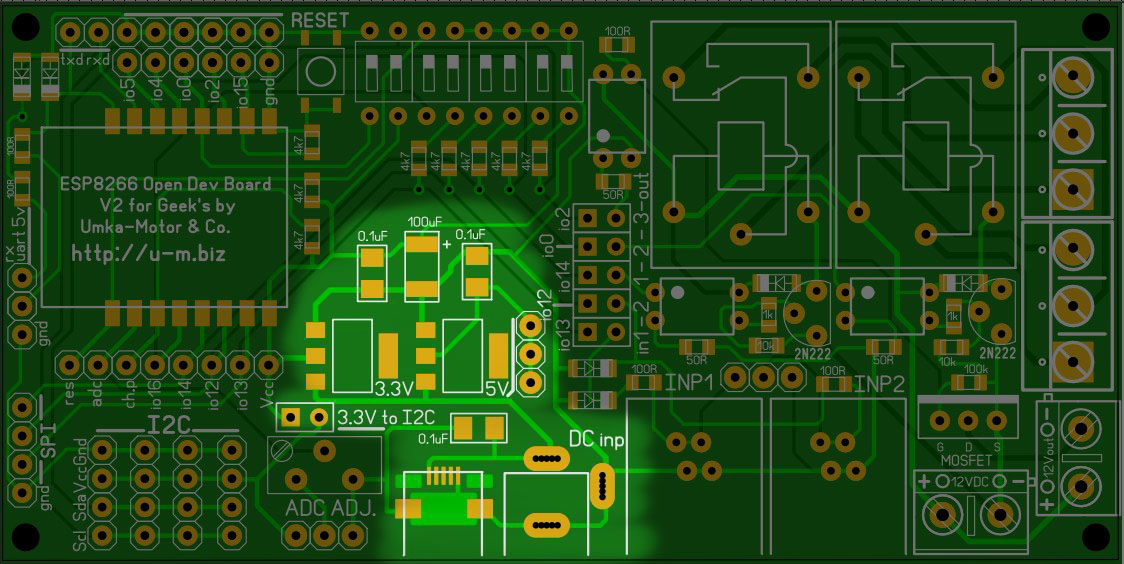 RESET
100R
txd rxd
io5
io4
io0
io2
io15
gnd
100R
100R
4k7
4k7
4k7
4k7
4k7
4k7
4k7
4k7
50R
ESP8266 Open Dev Board
V2 for Geek's by
Umka-Motor & Co.
http://u-m.biz
rx
uart 5v
gnd
0.1uF
100uF
+
0.1uF
io2
io0
io14
io12
io13
in1-2 1-2-3-out
1k
10k
2N222
50R
1k
10k
2N222
50R
3.3V
5V
res
adc
chp
io16
io14
io12
io13
Vcc
100R
INP1
100R
INP2
100k
3.3V to I2C
0.1uF
DC inp
SPI
gnd
I2C
Scl Sda Vcc Gnd
ADC ADJ.
G D S
MOSFET
+ 12VDC -
- 12Vout +